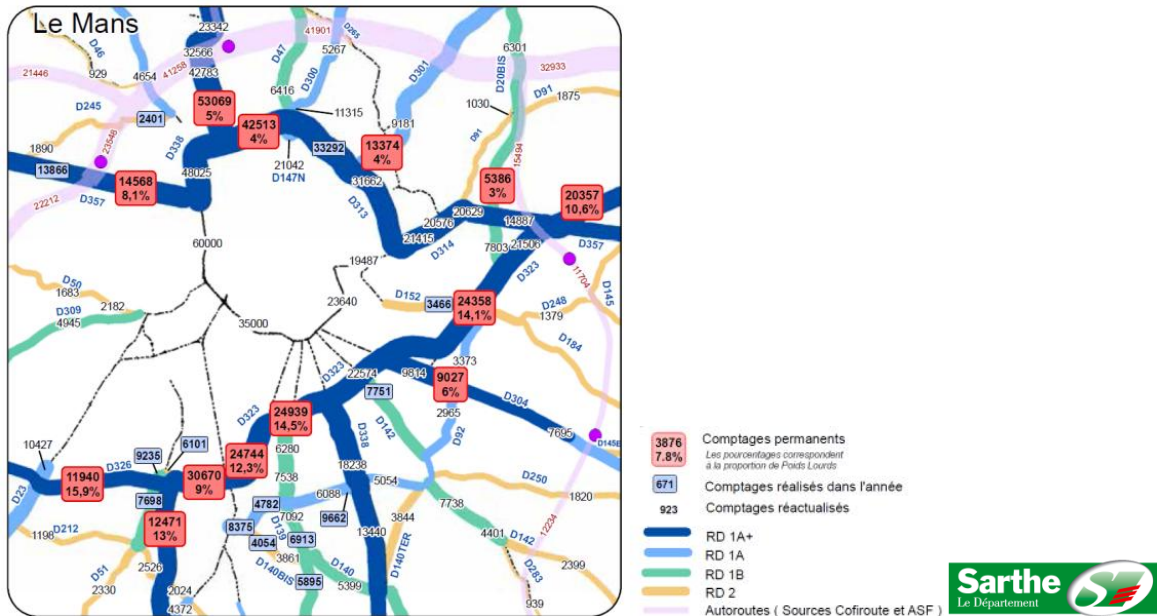 Le Mans
23342
41901
D265
D46
32566
D47
5267
6301
929
4654
41258
42783
D300
D301
D20BIS
32933
21446
6416
D91
1875
D245
53069
5%
1030
2401
42513
4%
11315
9181
D91
D338
33292
13374
4%
1890
23548
21042
D147N
15494
13866
48025
31662
5386
3%
14568
8,1%
20357
10,6%
D313
20629
22212
D357
20576
14887
21415
D314
21506
D357
60000
7803
D323
19487
11704
D50
1683
D145
23640
D152
3466
24358
14,1%
D248
2182
D309
1379
4945
35000
D184
3373
D323
22574
9814
9027
6%
7751
D304
24939
14,5%
2965
D323
D142
D92
7695
D145B
10427
6101
9235
6280
24744
12,3%
D338
D326
11940
15,9%
30670
9%
18238
7538
5054
D250
D23
7698
4782
6088
1820
7092
9662
7738
12471
13%
8375
3844
D212
1198
D139
6913
13440
12234
4054
4401
D142
3861
D51
2526
D140
D140TER
2399
2330
D140BIS
5895
5399
D283
2024
4372
939
3876
7.8%
Comptages permanents
Les pourcentages correspondent
à la proportion de Poids Lourds
671
Comptages réalisés dans l'année
923
Comptages réactualisés
RD 1A+
RD 1A
RD 1B
RD 2
Autoroutes ( Sources Cofiroute et ASF )
Sarthe
Le Département